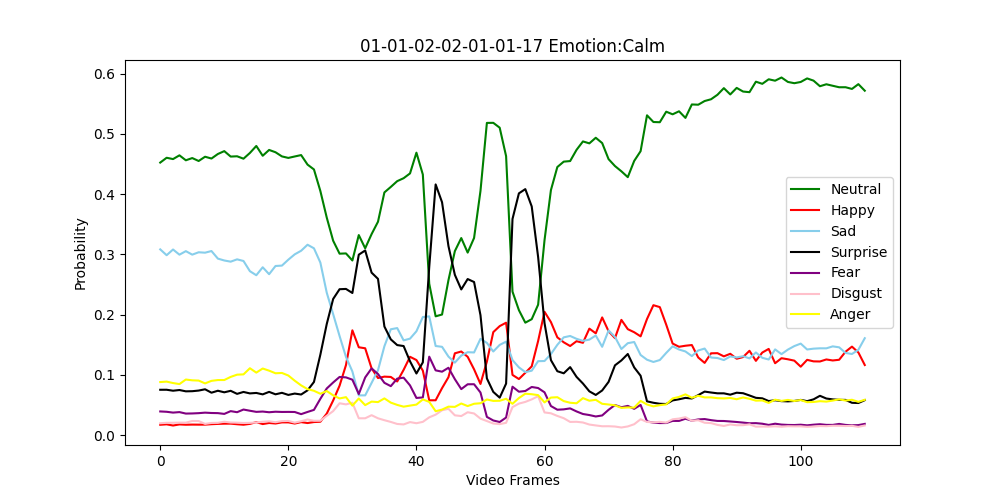 01-01-02-02-01-01-17 Emotion:Calm
Probability
0.6
0.5
0.4
0.3
0.2
0.1
0.0
Neutral
Happy
Sad
Surprise
Fear
Disgust
Anger
0 20 40 60 80 100
Video Frames